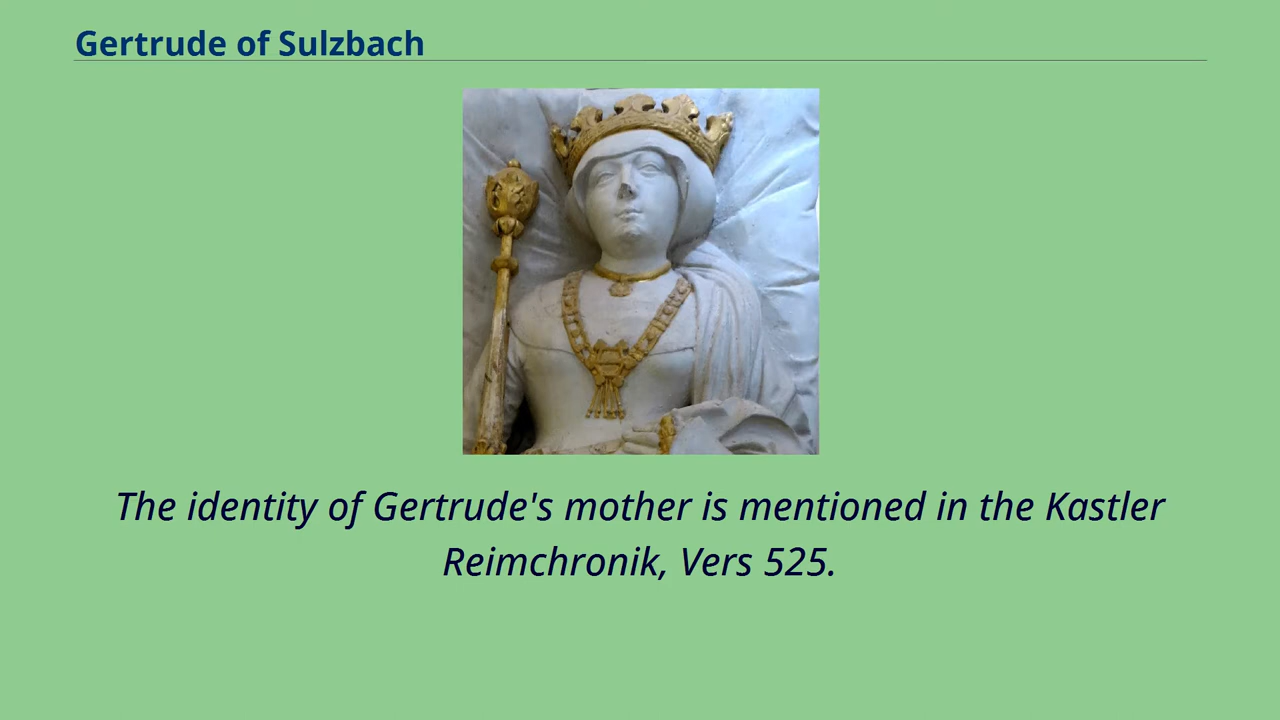 Gertrude of Sulzbach
The identity of Gertrude's mother is mentioned in the Kastler
Reimchronik, Vers 525.